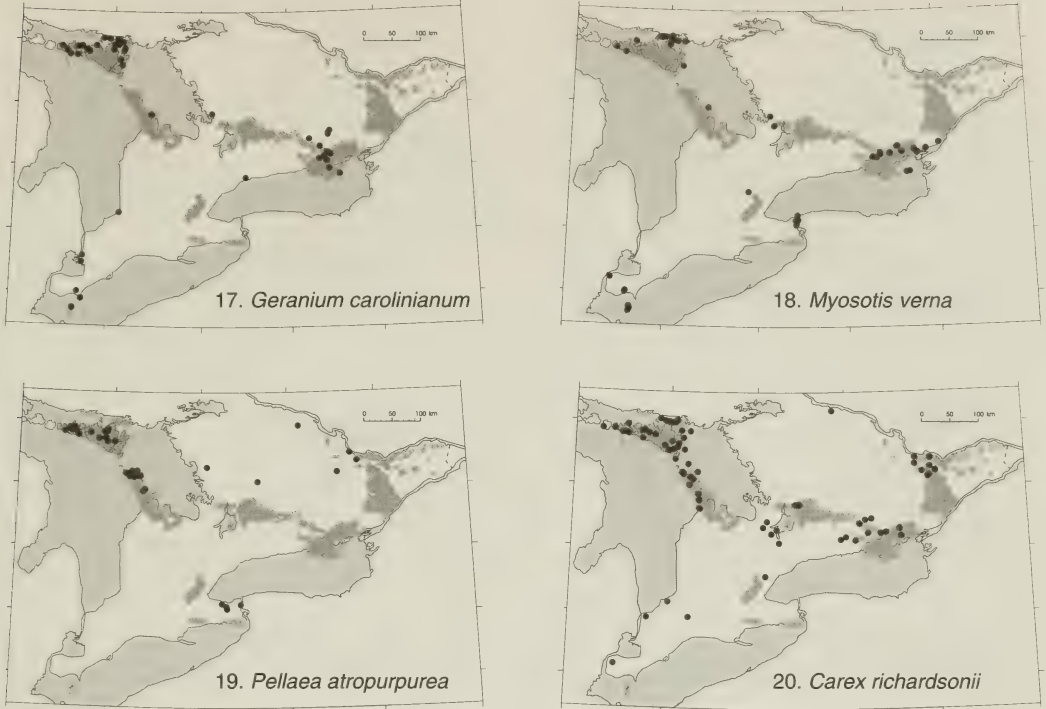 0 50 100 km
17. Geranium carolinianum
0 50 100 km
18. Myosotis verna
0 50 100 km
19. Pellaea atropurpurea
0 50 100 km
20. Carex richardsonii